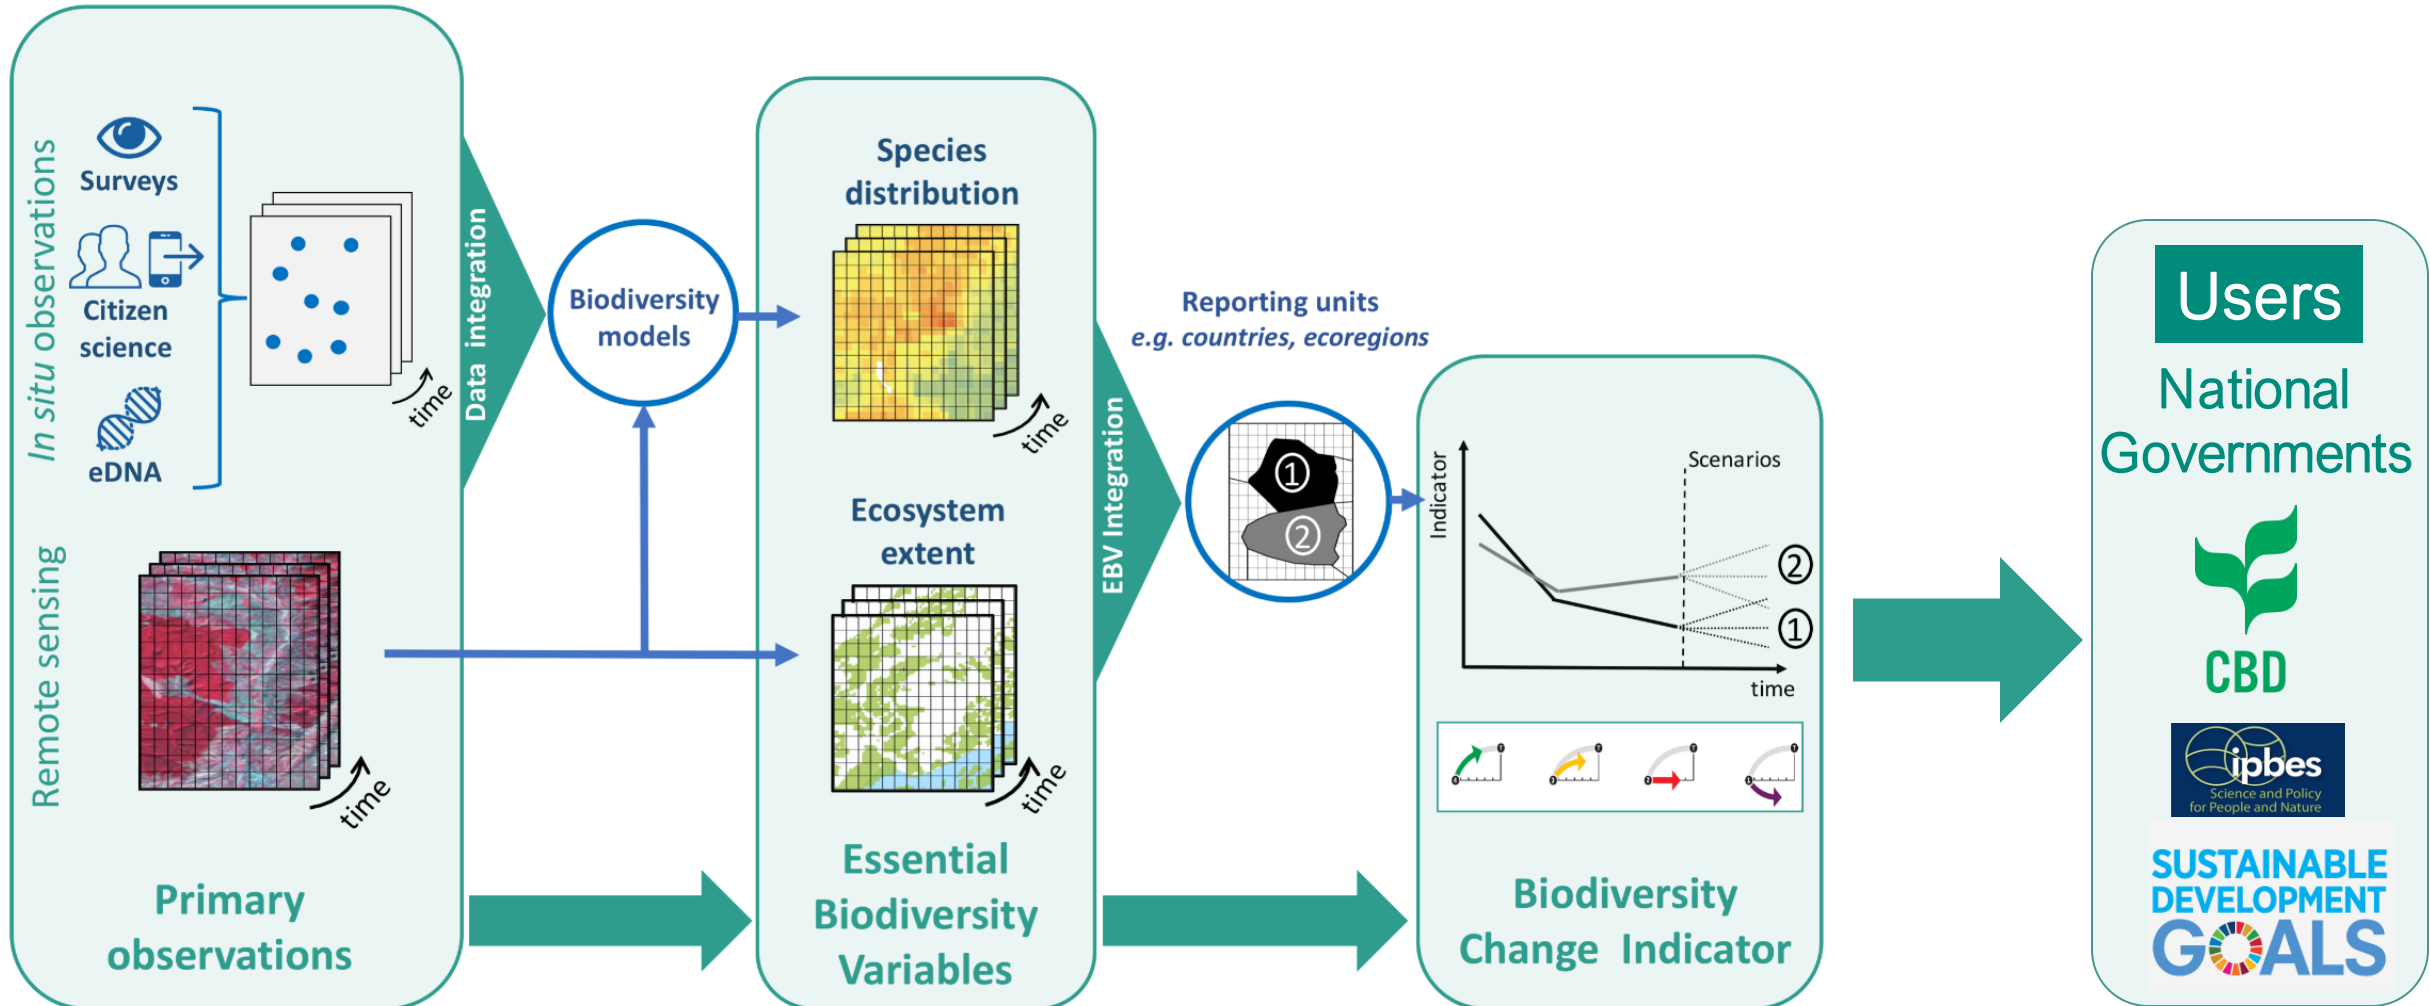 In situ observations
Surveys
Citizen
science
eDNA
time
Remote sensing
time
Primary
observations
Data integration
Biodiversity
models
Species
distribution
time
Ecosystem
extent
time
Essential
Biodiversity
Variables
EBV Integration
Reporting units
e.g. countries, ecoregions
1
2
Indicator
Scenarios
2
1
time
Biodiversity
Change Indicator
Users
National
Governments
CBD
ipbes
Science and Policy
for People and Nature
SUSTAINABLE
DEVELOPMENT
GOALS